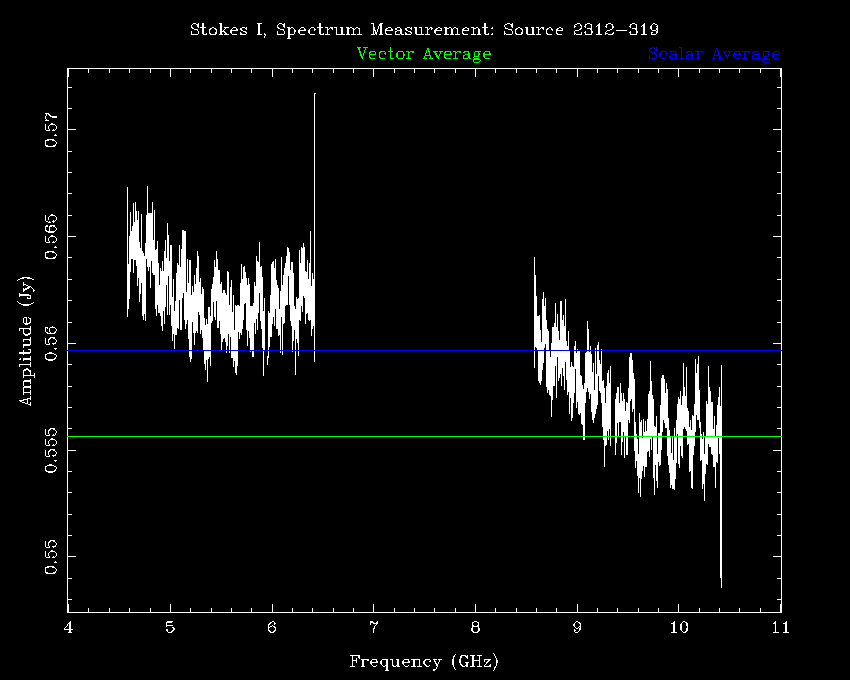 Stokes I, Spectrum Measurement: Source 2312−319
Vector Average Scalar Average
0.57
0.565
0.56
0.555
0.55
Amplitude (Jy)
4 5 6 7 8 9 10 11
Frequency (GHz)